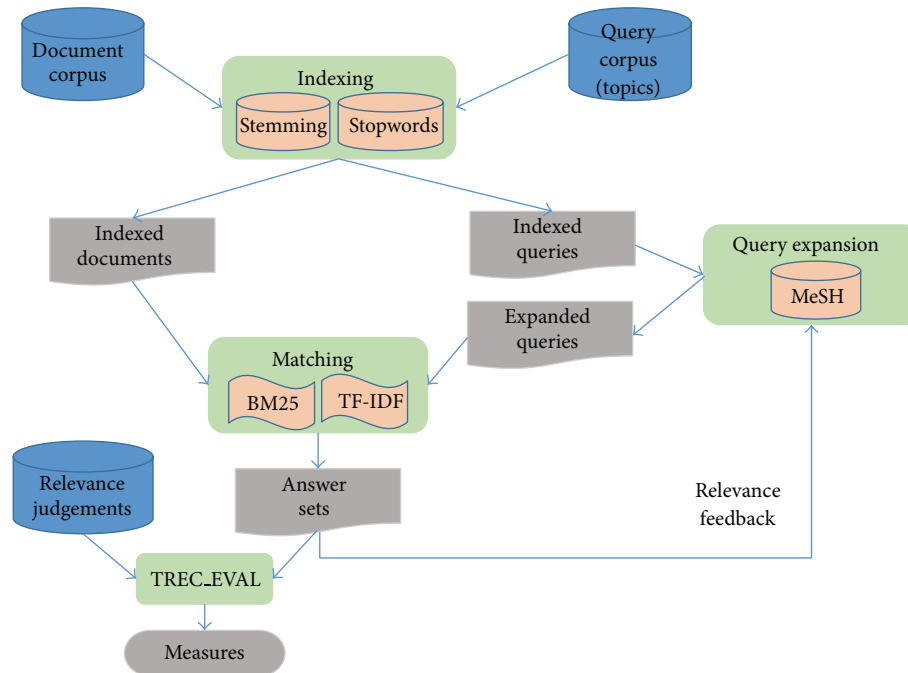 Document
corpus
Query
corpus
(topics)
Indexing
Stemming
Stopwords
Indexed
documents
Indexed
queries
Query expansion
MeSH
Expanded
queries
Matching
BM25
TF-IDF
Relevance
judgements
Answer
sets
Relevance
feedback
TREC_EVAL
Measures